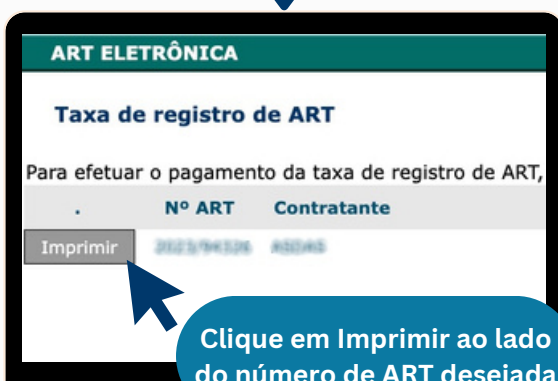 ART ELETRÔNICA
Taxa de registro de ART
Para efetuar o pagamento da taxa de registro de ART,
. Nº ART Contratante
Imprimir
Clique em Imprimir ao lado
do número de ART desejada